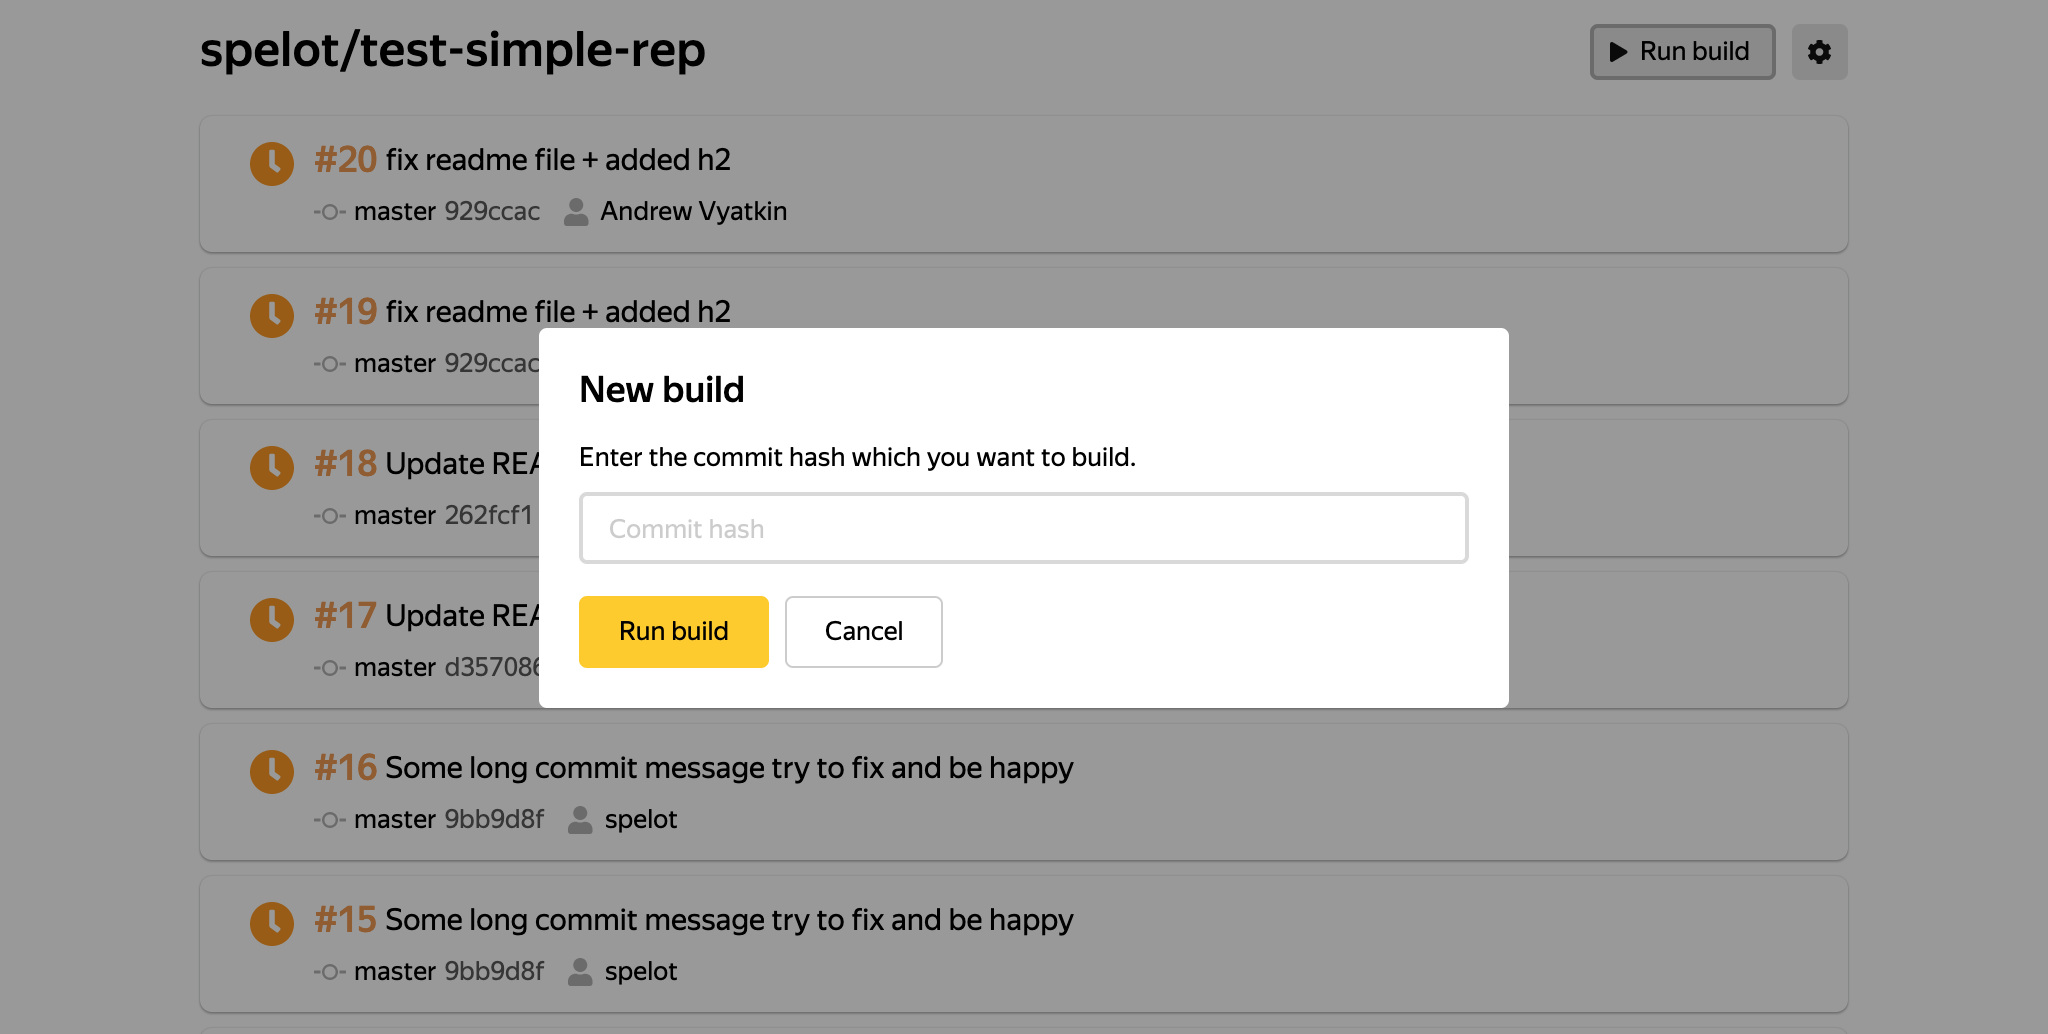 spelot/test-simple-rep
Run build
#20 fix readme file + added h2
master 929ccac Andrew Vyatkin
#19 fix readme file + added h2
master 929ccac
#18 Update REA
master 262fcf1
#17 Update REA
master d357086
New build
Enter the commit hash which you want to build.
Commit hash
Run build Cancel
#16 Some long commit message try to fix and be happy
master 9bb9d8f spelot
#15 Some long commit message try to fix and be happy
master 9bb9d8f spelot